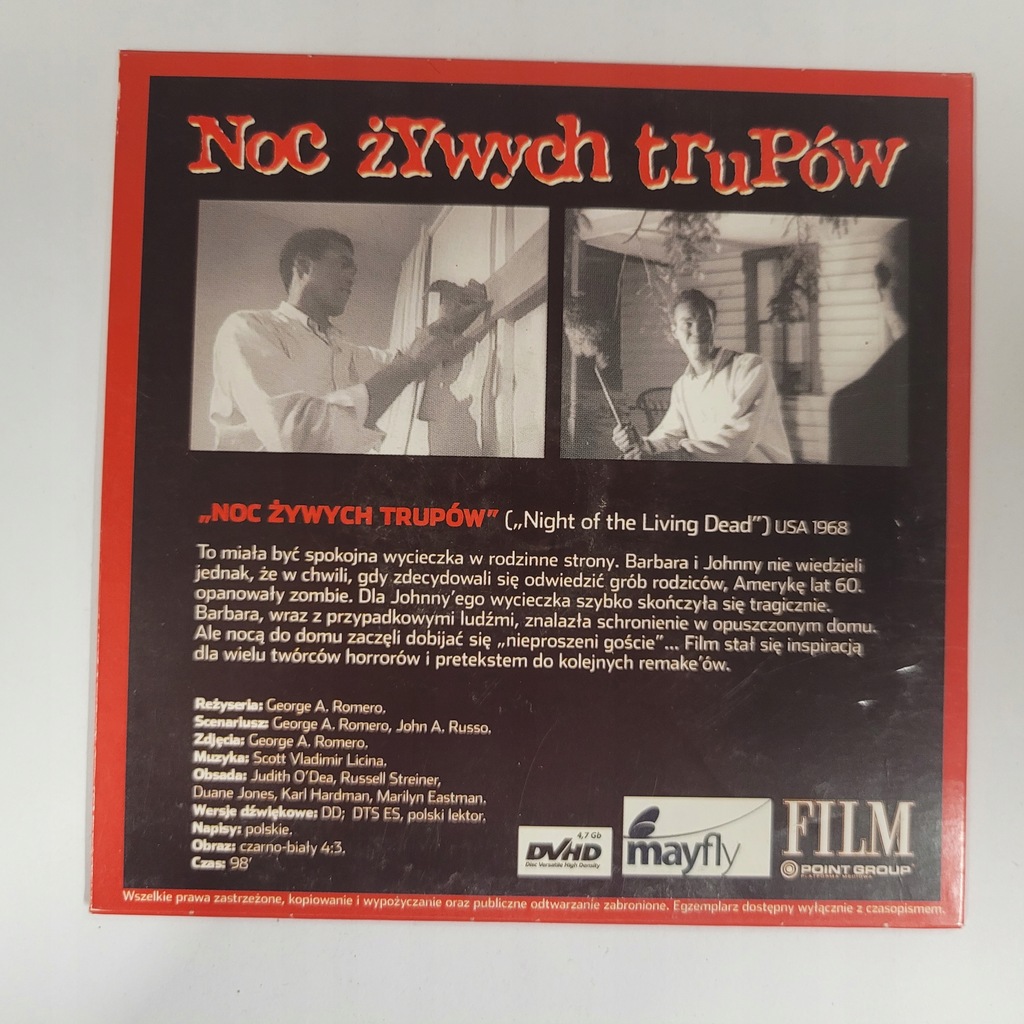 Noc żywych trupów
„NOC ŻYWYCH TRUPÓW" („Night of the Living Dead") USA 1968
To miała być spokojna wycieczka w rodzinne strony. Barbara i Johnny nie wiedzieli
jednak, że w chwili, gdy zdecydowali się odwiedzić grób rodziców, Amerykę lat 60.
opanowały zombie. Dla Johnny'ego wycieczka szybko skończyła się tragicznie.
Barbara, wraz z przypadkowymi ludźmi, znalazła schronienie w opuszczonym domu.
Ale nocą do domu zaczęli dobijać się „nieproszeni goście"... Film stał się inspiracją
dla wielu twórców horrorów i pretekstem do kolejnych remake'ów.
Reżyseria: George A. Romero.
Scenariusz: George A. Romero, John A. Russo.
Zdjęcia: George A. Romero.
Muzyka: Scott Vladimir Licina.
Obsada: Judith O'Dea, Russell Streiner,
Duane Jones, Karl Hardman, Marilyn Eastman.
Wersje dźwiękowe: DD; DTS ES, polski lektor.
Napisy: polskie.
Obraz: czarno-biały 4:3.
Czas: 98'
4,7 Gb
DVHD
Disc Versatile High Density
mayfly
FILM
POINT GROUP
PLATFORMA MEDIOWA
Wszelkie prawa zastrzeżone, kopiowanie i wypożyczanie oraz publiczne odtwarzanie zabronione. Egzemplarz dostępny wyłącznie z czasopismem.